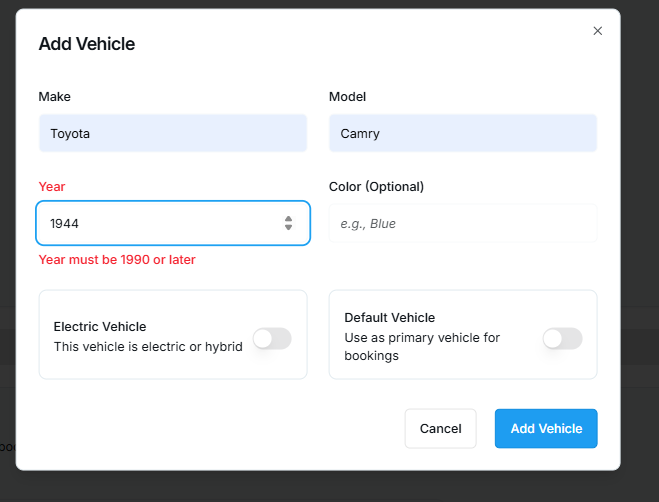 Add Vehicle
Make
Model
Toyota
Camry
Year
Color (Optional)
1944
e.g., Blue
Year must be 1990 or later
Electric Vehicle
This vehicle is electric or hybrid
Default Vehicle
Use as primary vehicle for
bookings
Cancel
Add Vehicle